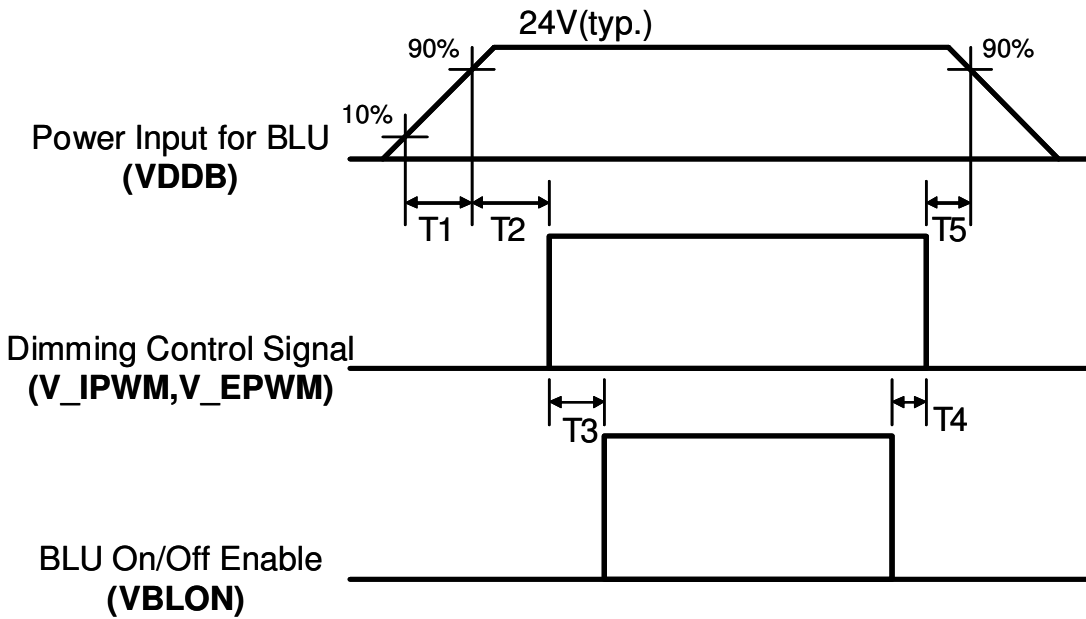 24V(typ.)
90%
90%
10%
Power Input for BLU
(VDDB)
T1
T2
T5
Dimming Control Signal
(V_IPWM,V_EPWM)
T3
T4
BLU On/Off Enable
(VBLON)